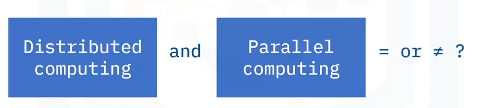 Distributed computing and Parallel computing = or ≠ ?